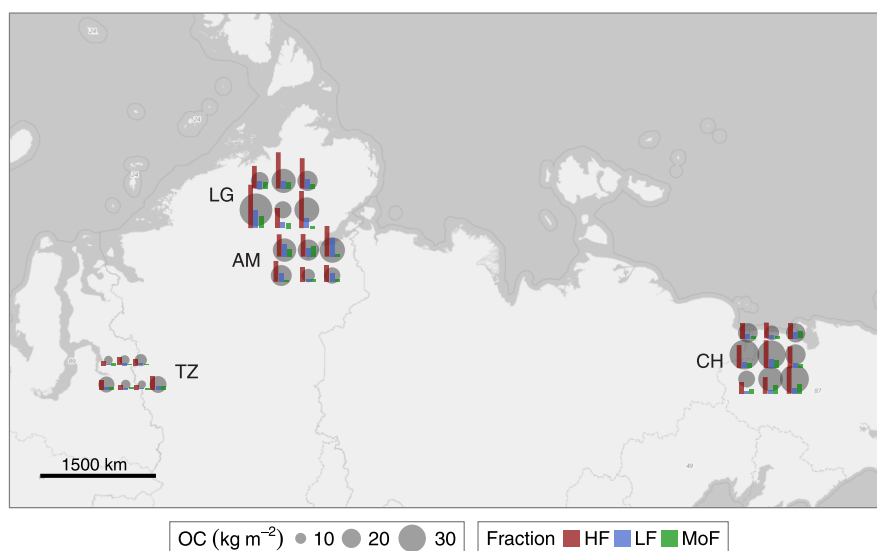 LG
AM
TZ
CH
1500 km
OC (kg m−2) 10 20 30
Fraction HF LF MoF